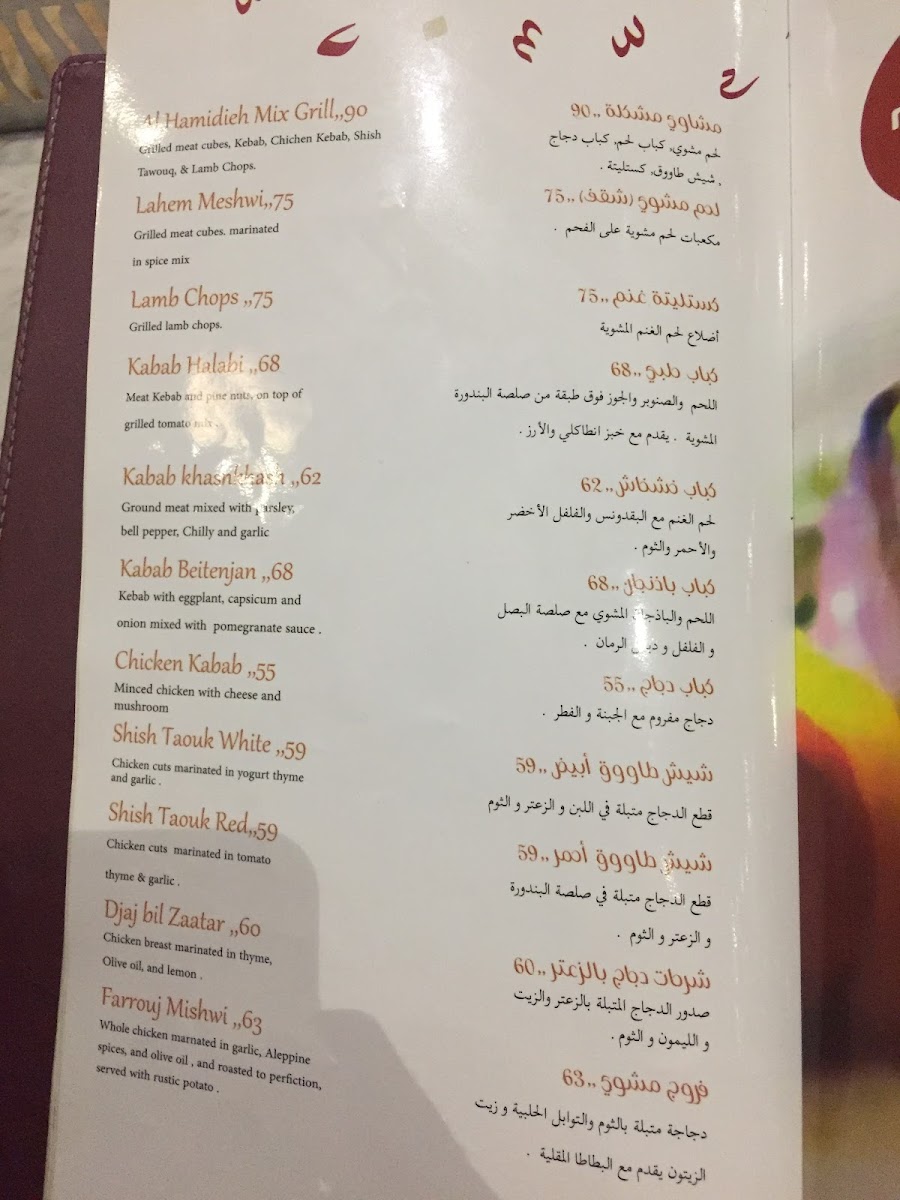 Al Hamidieh Mix Grill,,90
Grilled meat cubes, Kebab, Chichen Kebab, Shish
Tawouq, & Lamb Chops.
Lahem Meshwi,,75
Grilled meat cubes. marinated
in spice mix
Lamb Chops ,,75
Grilled lamb chops.
Kabab Halabi ,,68
Meat Kebab and pine nuts, on top of
grilled tomato mix .
Kabab khashkkash ,,62
Ground meat mixed with parsley,
bell pepper, Chilly and garlic
Kabab Beitenjan ,,68
Kebab with eggplant, capsicum and
onion mixed with pomegranate sauce .
Chicken Kabab ,,55
Minced chicken with cheese and
mushroom
Shish Taouk White ,,59
Chicken cuts marinated in yogurt thyme
and garlic .
Shish Taouk Red,,59
Chicken cuts marinated in tomato
thyme & garlic .
Djaj bil Zaatar ,,60
Chicken breast marinated in thyme,
Olive oil, and lemon .
Farrouj Mishwi ,,63
Whole chicken marnated in garlic, Aleppine
spices, and olive oil , and roasted to perfiction,
served with rustic potato .
مشاوي مشكلة ,,90
لحم مشوي, كباب لحم, كباب دجاج
, شيش طاووق, كستليتة .
لحم مشوي (شقف) ,,75
مكعبات لحم مشوية على الفحم .
كستليتة غنم ,,75
أضلاع لحم الغنم المشوية
كباب حلبي ,,68
اللحم والصنوبر والجوز فوق طبقة من صلصة البندورة
المشوية . يقدم مع خبز انطاكلي والأرز .
كباب خشخاش ,,62
لحم الغنم مع البقدونس والفلفل الأخضر
والأحمر والثوم .
كباب باذنجان ,,68
اللحم والباذنجان المشوي مع صلصة البصل
و الفلفل و دبس الرمان .
كباب دجاج ,,55
دجاج مفروم مع الجبنة و الفطر .
شيش طاووق أبيض ,,59
قطع الدجاج متبلة في اللبن و الزعتر و الثوم
شيش طاووق أحمر ,,59
قطع الدجاج متبلة في صلصة البندورة
و الزعتر و الثوم .
شرحات دجاج بالزعتر ,,60
صدور الدجاج المتبلة بالزعتر والزيت
و الليمون و الثوم .
فروج مشوي ,,63
دجاجة متبلة بالثوم والتوابل الحلبية و زيت
الزيتون يقدم مع البطاطا المقلية .